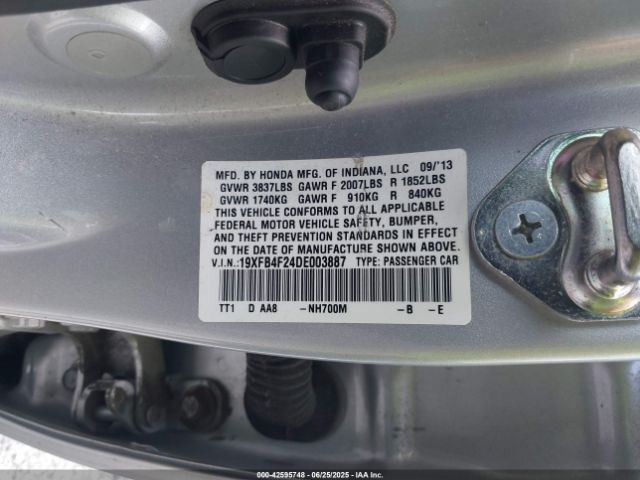 MFD. BY HONDA MFG. OF INDIANA, LLC 09/'13
GVWR 3837LBS GAWR F 2007LBS R 1852LBS
GVWR 1740KG GAWR F 910KG R 840KG
THIS VEHICLE CONFORMS TO ALL APPLICABLE
FEDERAL MOTOR VEHICLE SAFETY, BUMPER,
AND THEFT PREVENTION STANDARDS IN EFFECT
ON THE DATE OF MANUFACTURE SHOWN ABOVE.
V.I.N.:19XFB4F24DE003887 TYPE: PASSENGER CAR
TT1 D AA8 -NH700M -B -E
000-42595748 - 06/25/2025 - IAAI.COM